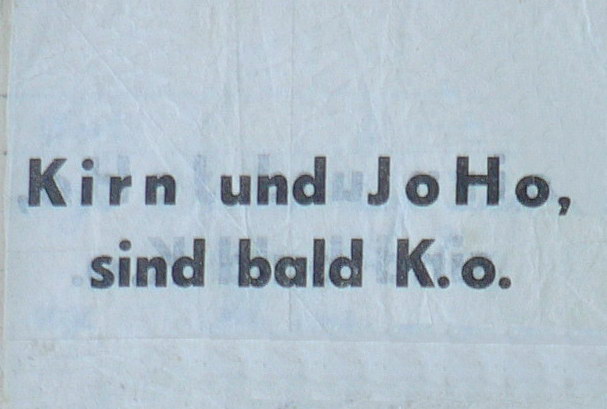 Kirn und JoHo,
sind bald K.o.